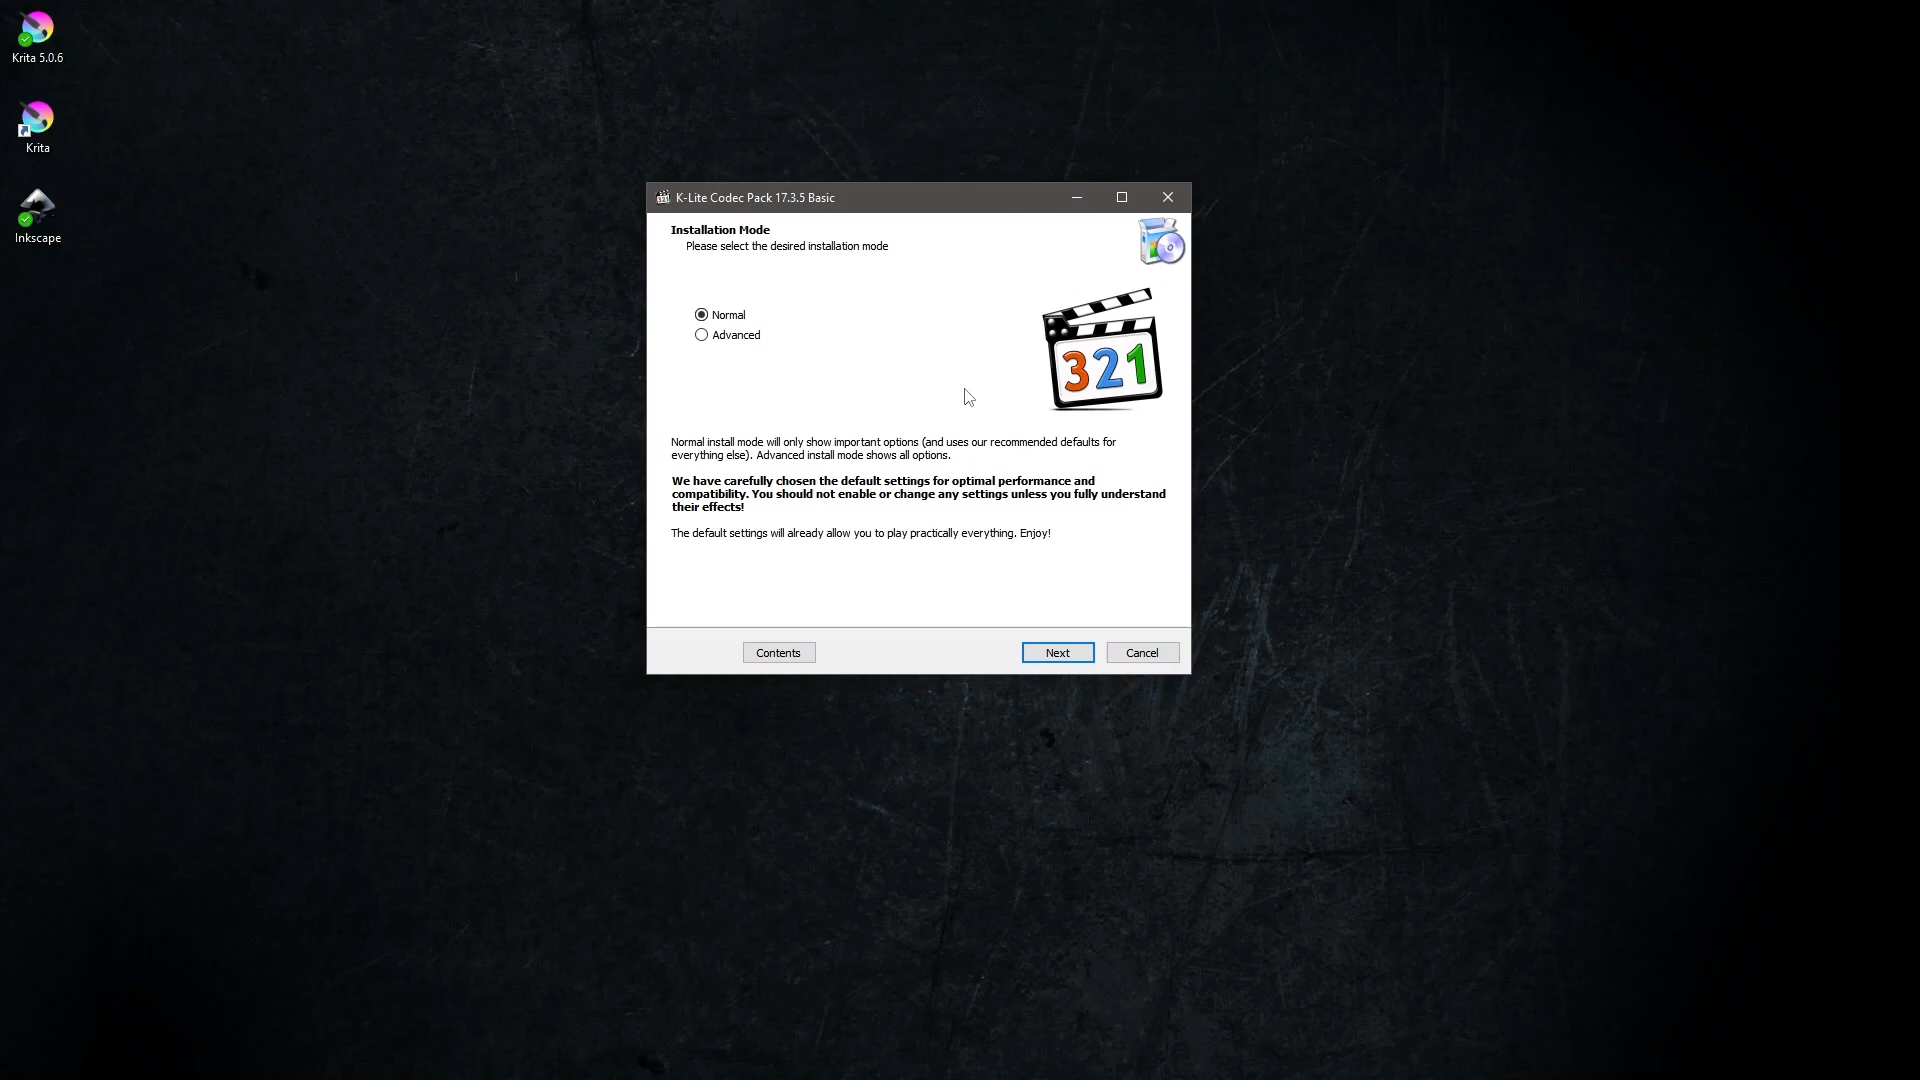 Krita 5.0.6
Krita
Inkscape
K-Lite Codec Pack 17.3.5 Basic
Installation Mode
Please select the desired installation mode
Normal
Advanced
321
Normal install mode will only show important options (and uses our recommended defaults for
everything else). Advanced install mode shows all options.
We have carefully chosen the default settings for optimal performance and
compatibility. You should not enable or change any settings unless you fully understand
their effects!
The default settings will already allow you to play practically everything. Enjoy!
Contents
Next
Cancel